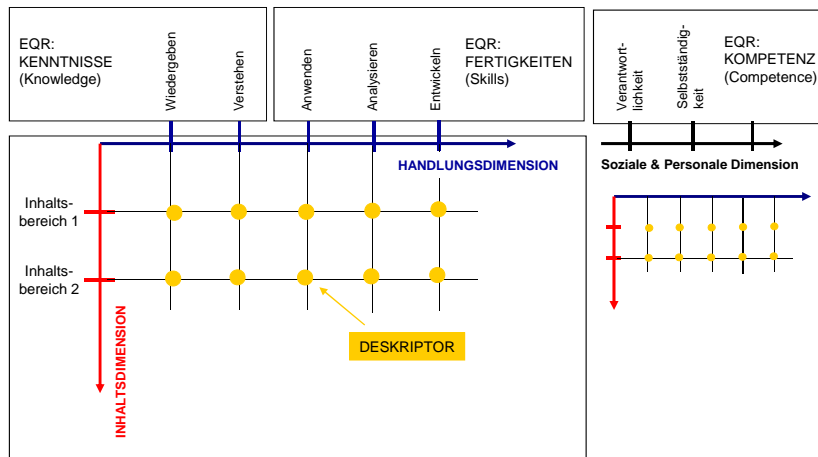 EQR:
KENNTNISSE
(Knowledge)
Wiedergeben
Verstehen
Anwenden
Analysieren
Entwickeln
EQR:
FERTIGKEITEN
(Skills)
Verantwort-
lichkeit
Selbstständig-
keit
EQR:
KOMPETENZ
(Competence)
HANDLUNGSDIMENSION
Soziale & Personale Dimension
Inhalts-
bereich 1
Inhalts-
bereich 2
DESKRIPTOR
INHALTSDIMENSION